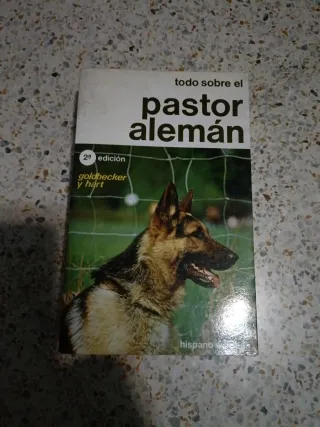 todo sobre el
pastor
alemán
2ª edición
goldbecker
y hart
hispano